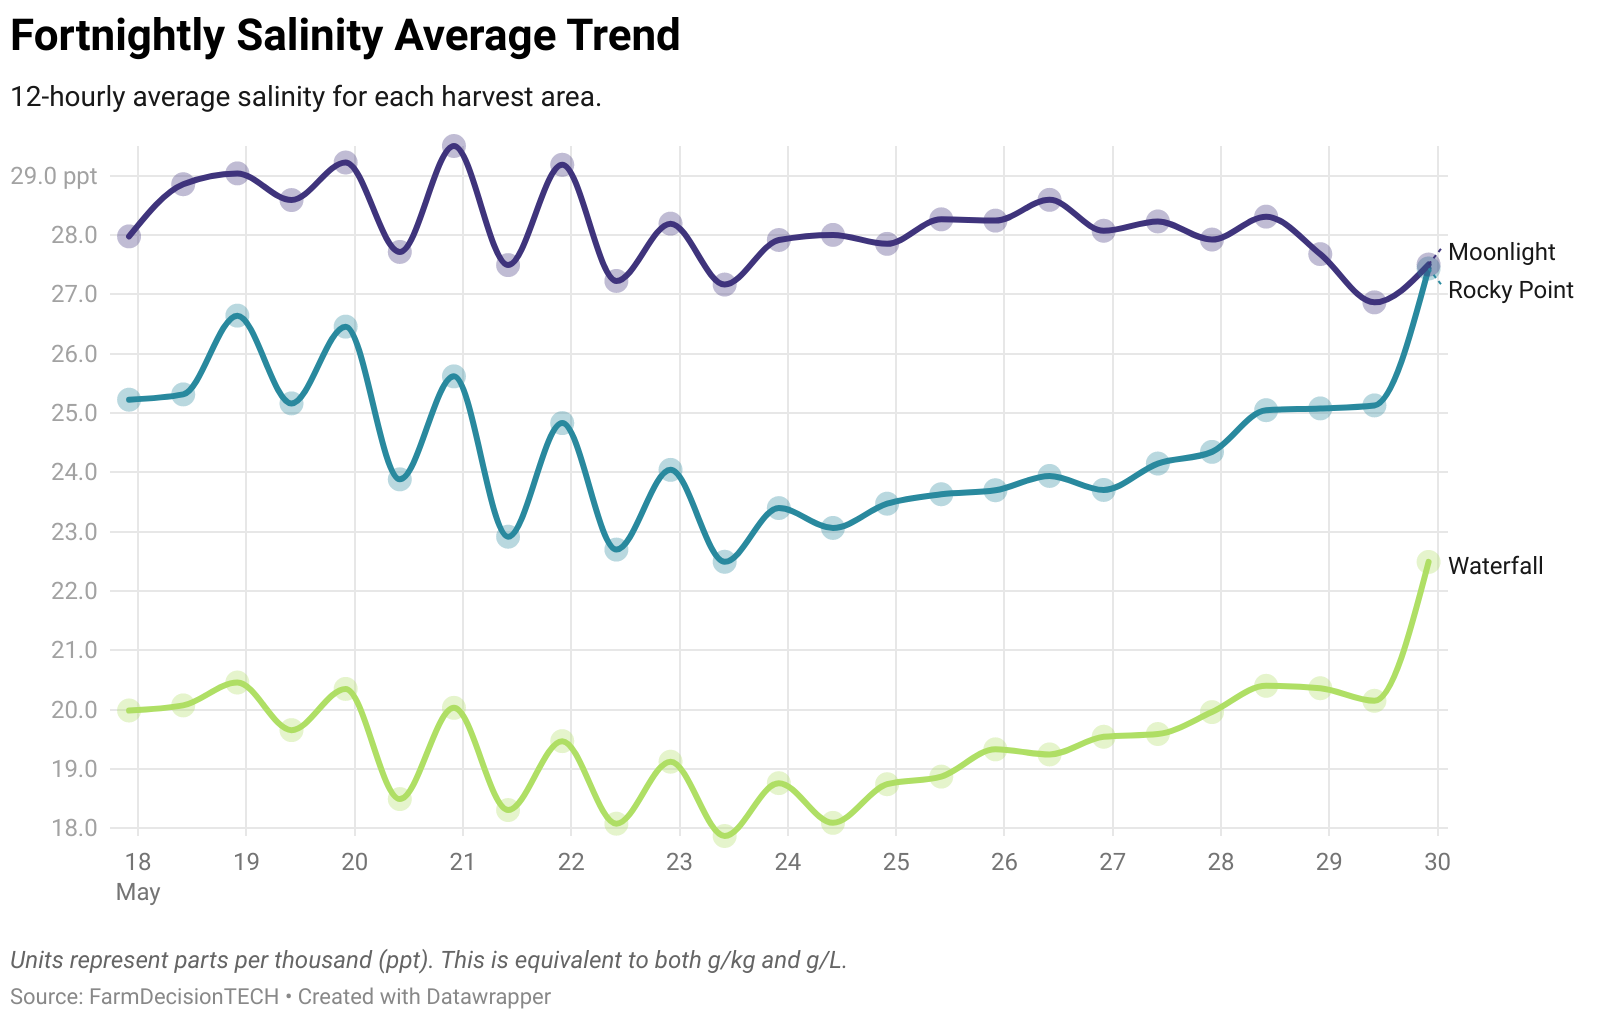 Fortnightly Salinity Average Trend
12-hourly average salinity for each harvest area.
29.0 ppt
28.0
27.0
26.0
25.0
24.0
23.0
22.0
21.0
20.0
19.0
18.0
Moonlight
Rocky Point
Waterfall
18 19 20 21 22 23 24 25 26 27 28 29 30
May
Units represent parts per thousand (ppt). This is equivalent to both g/kg and g/L.
Source: FarmDecisionTECH • Created with Datawrapper